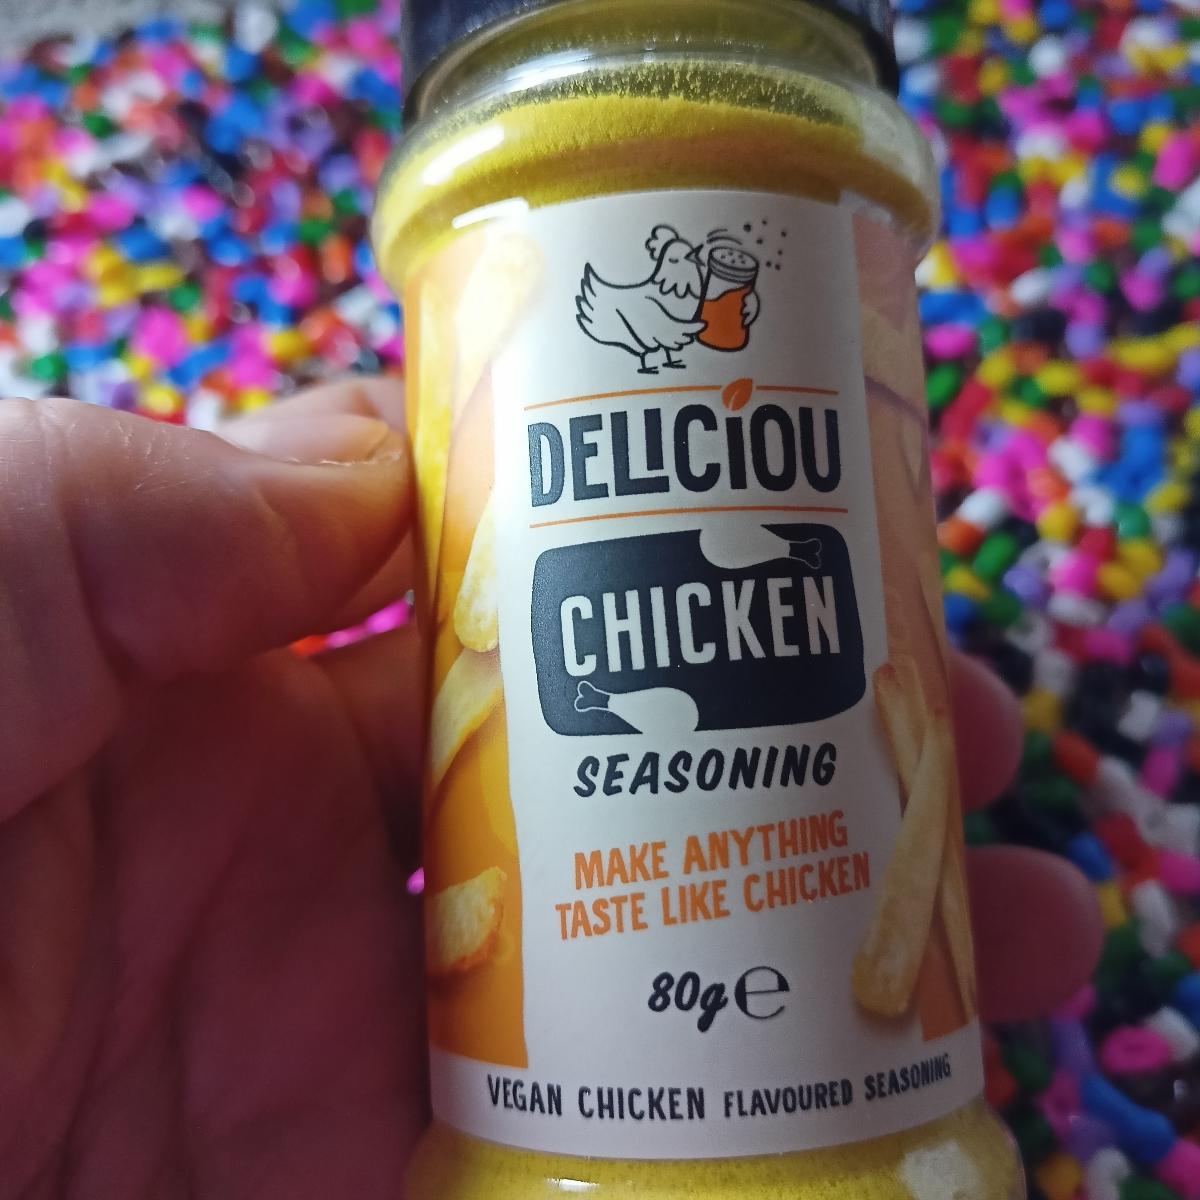 DELiCiOU
CHICKEN
SEASONING
MAKE ANYTHING
TASTE LIKE CHICKEN
80g ℮
VEGAN CHICKEN FLAVOURED SEASONING